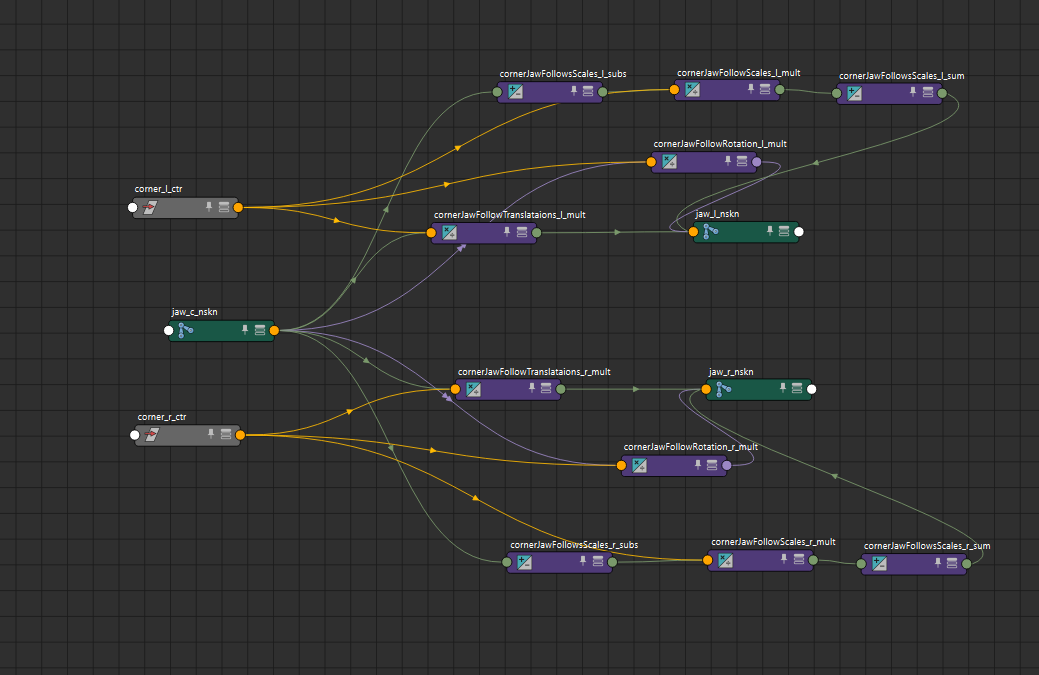 cornerJawFollowsScales_l_subs
cornerJawFollowScales_l_mult
cornerJawFollowsScales_l_sum
cornerJawFollowRotation_l_mult
corner_l_ctr
cornerJawFollowTranslataions_l_mult
jaw_l_nskn
jaw_c_nskn
cornerJawFollowTranslataions_r_mult
jaw_r_nskn
corner_r_ctr
cornerJawFollowRotation_r_mult
cornerJawFollowsScales_r_subs
cornerJawFollowScales_r_mult
cornerJawFollowsScales_r_sum